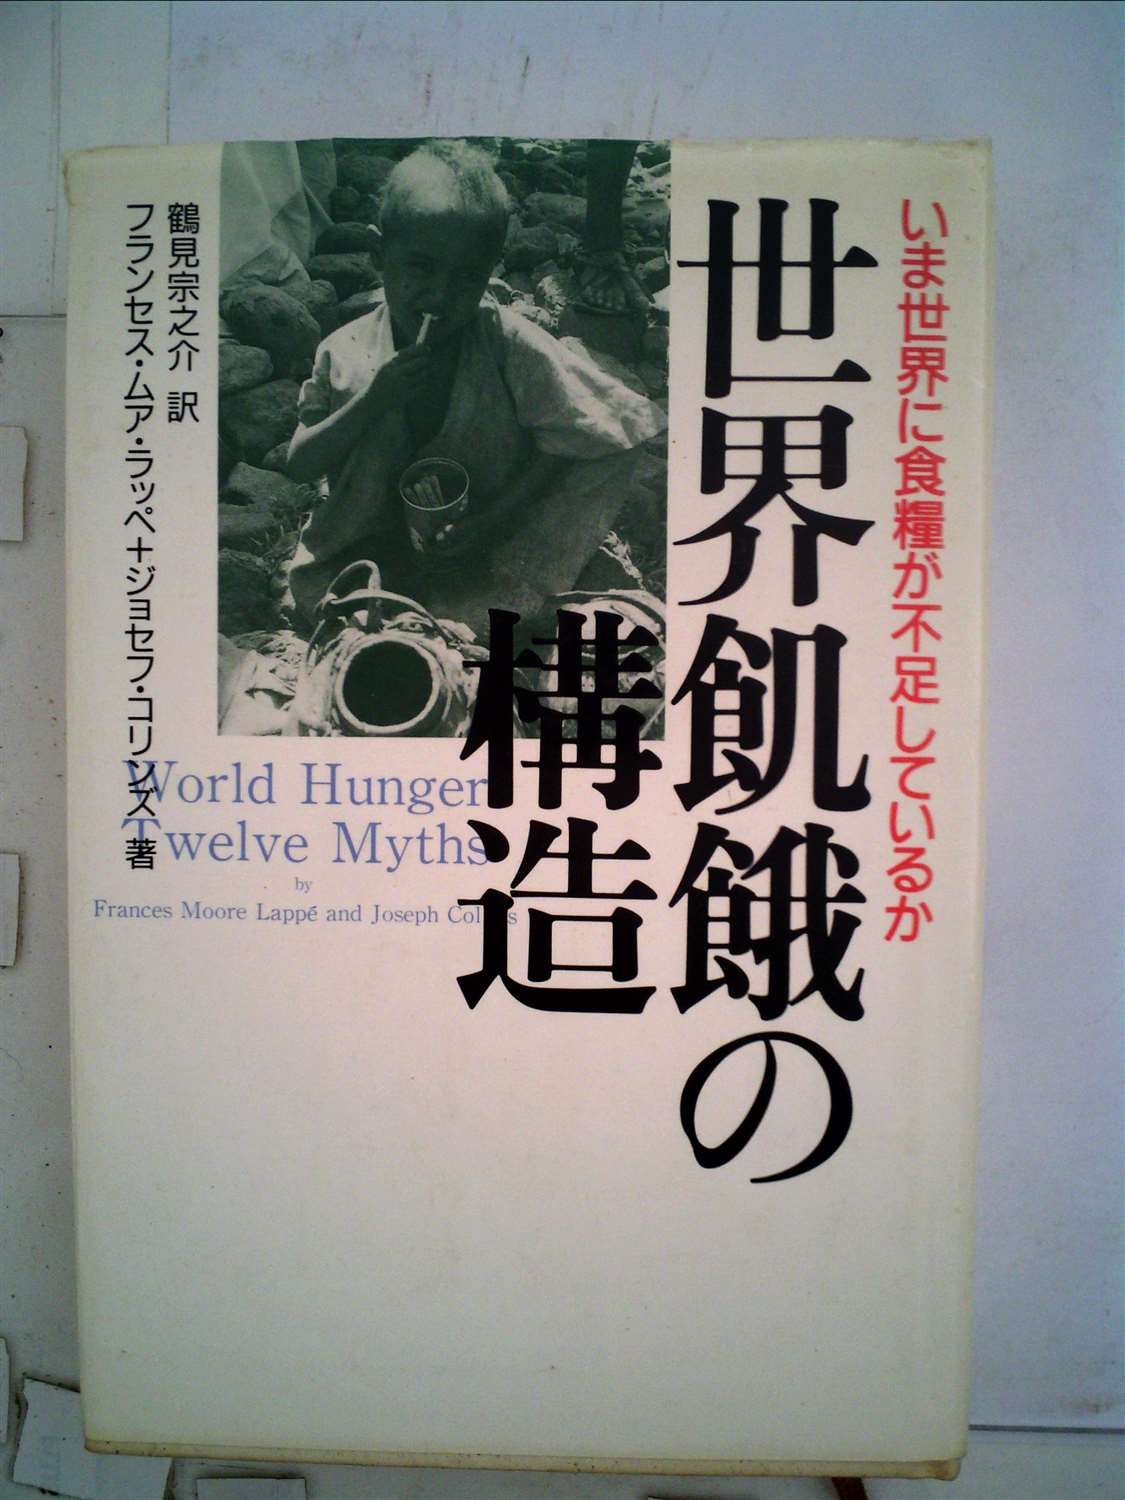 いま世界に食糧が不足しているか
世界飢餓の
構造
鶴見宗之介 訳
フランセス・ムア・ラッペ+ジョセフ・コリンズ 著
World Hunger
Twelve Myths
by
Frances Moore Lappé and Joseph Collins